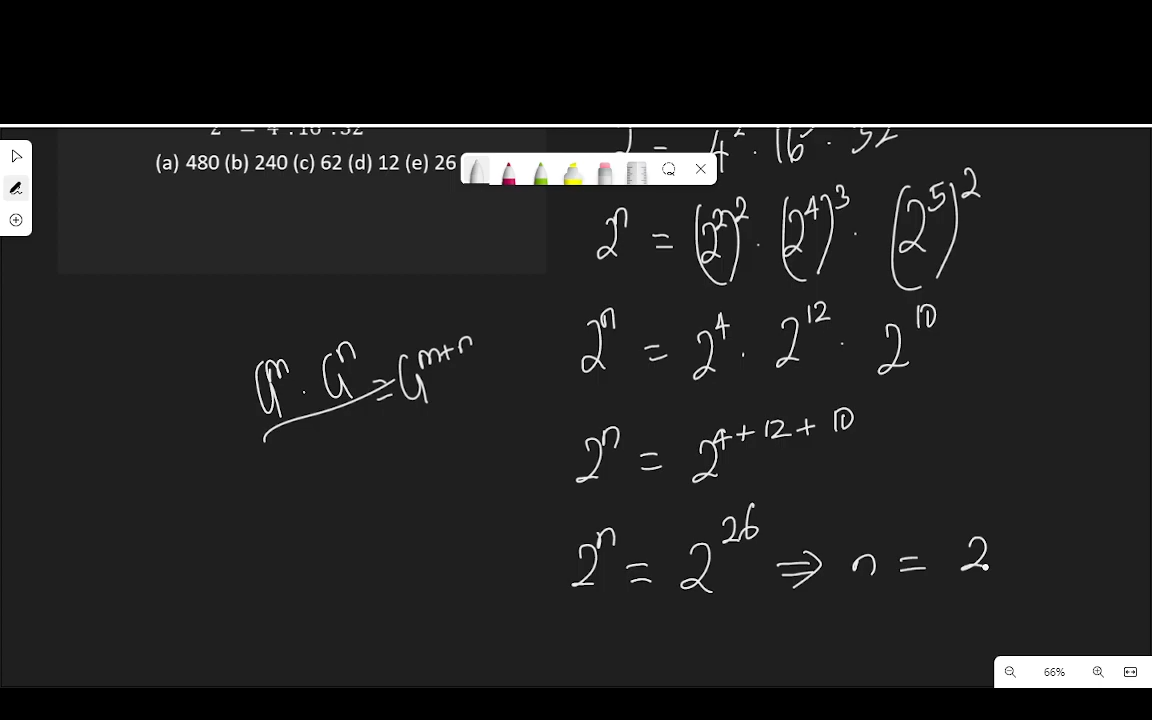 (a) 480 (b) 240 (c) 62 (d) 12 (e) 26
2ⁿ = (2²)² · (2⁴)³ · (2⁵)²
2ⁿ = 2⁴ · 2¹² · 2¹⁰
aᵐ · aⁿ = aᵐ⁺ⁿ
2ⁿ = 2⁴⁺¹²⁺¹⁰
2ⁿ = 2²⁶ ⇒ n = 2
66%